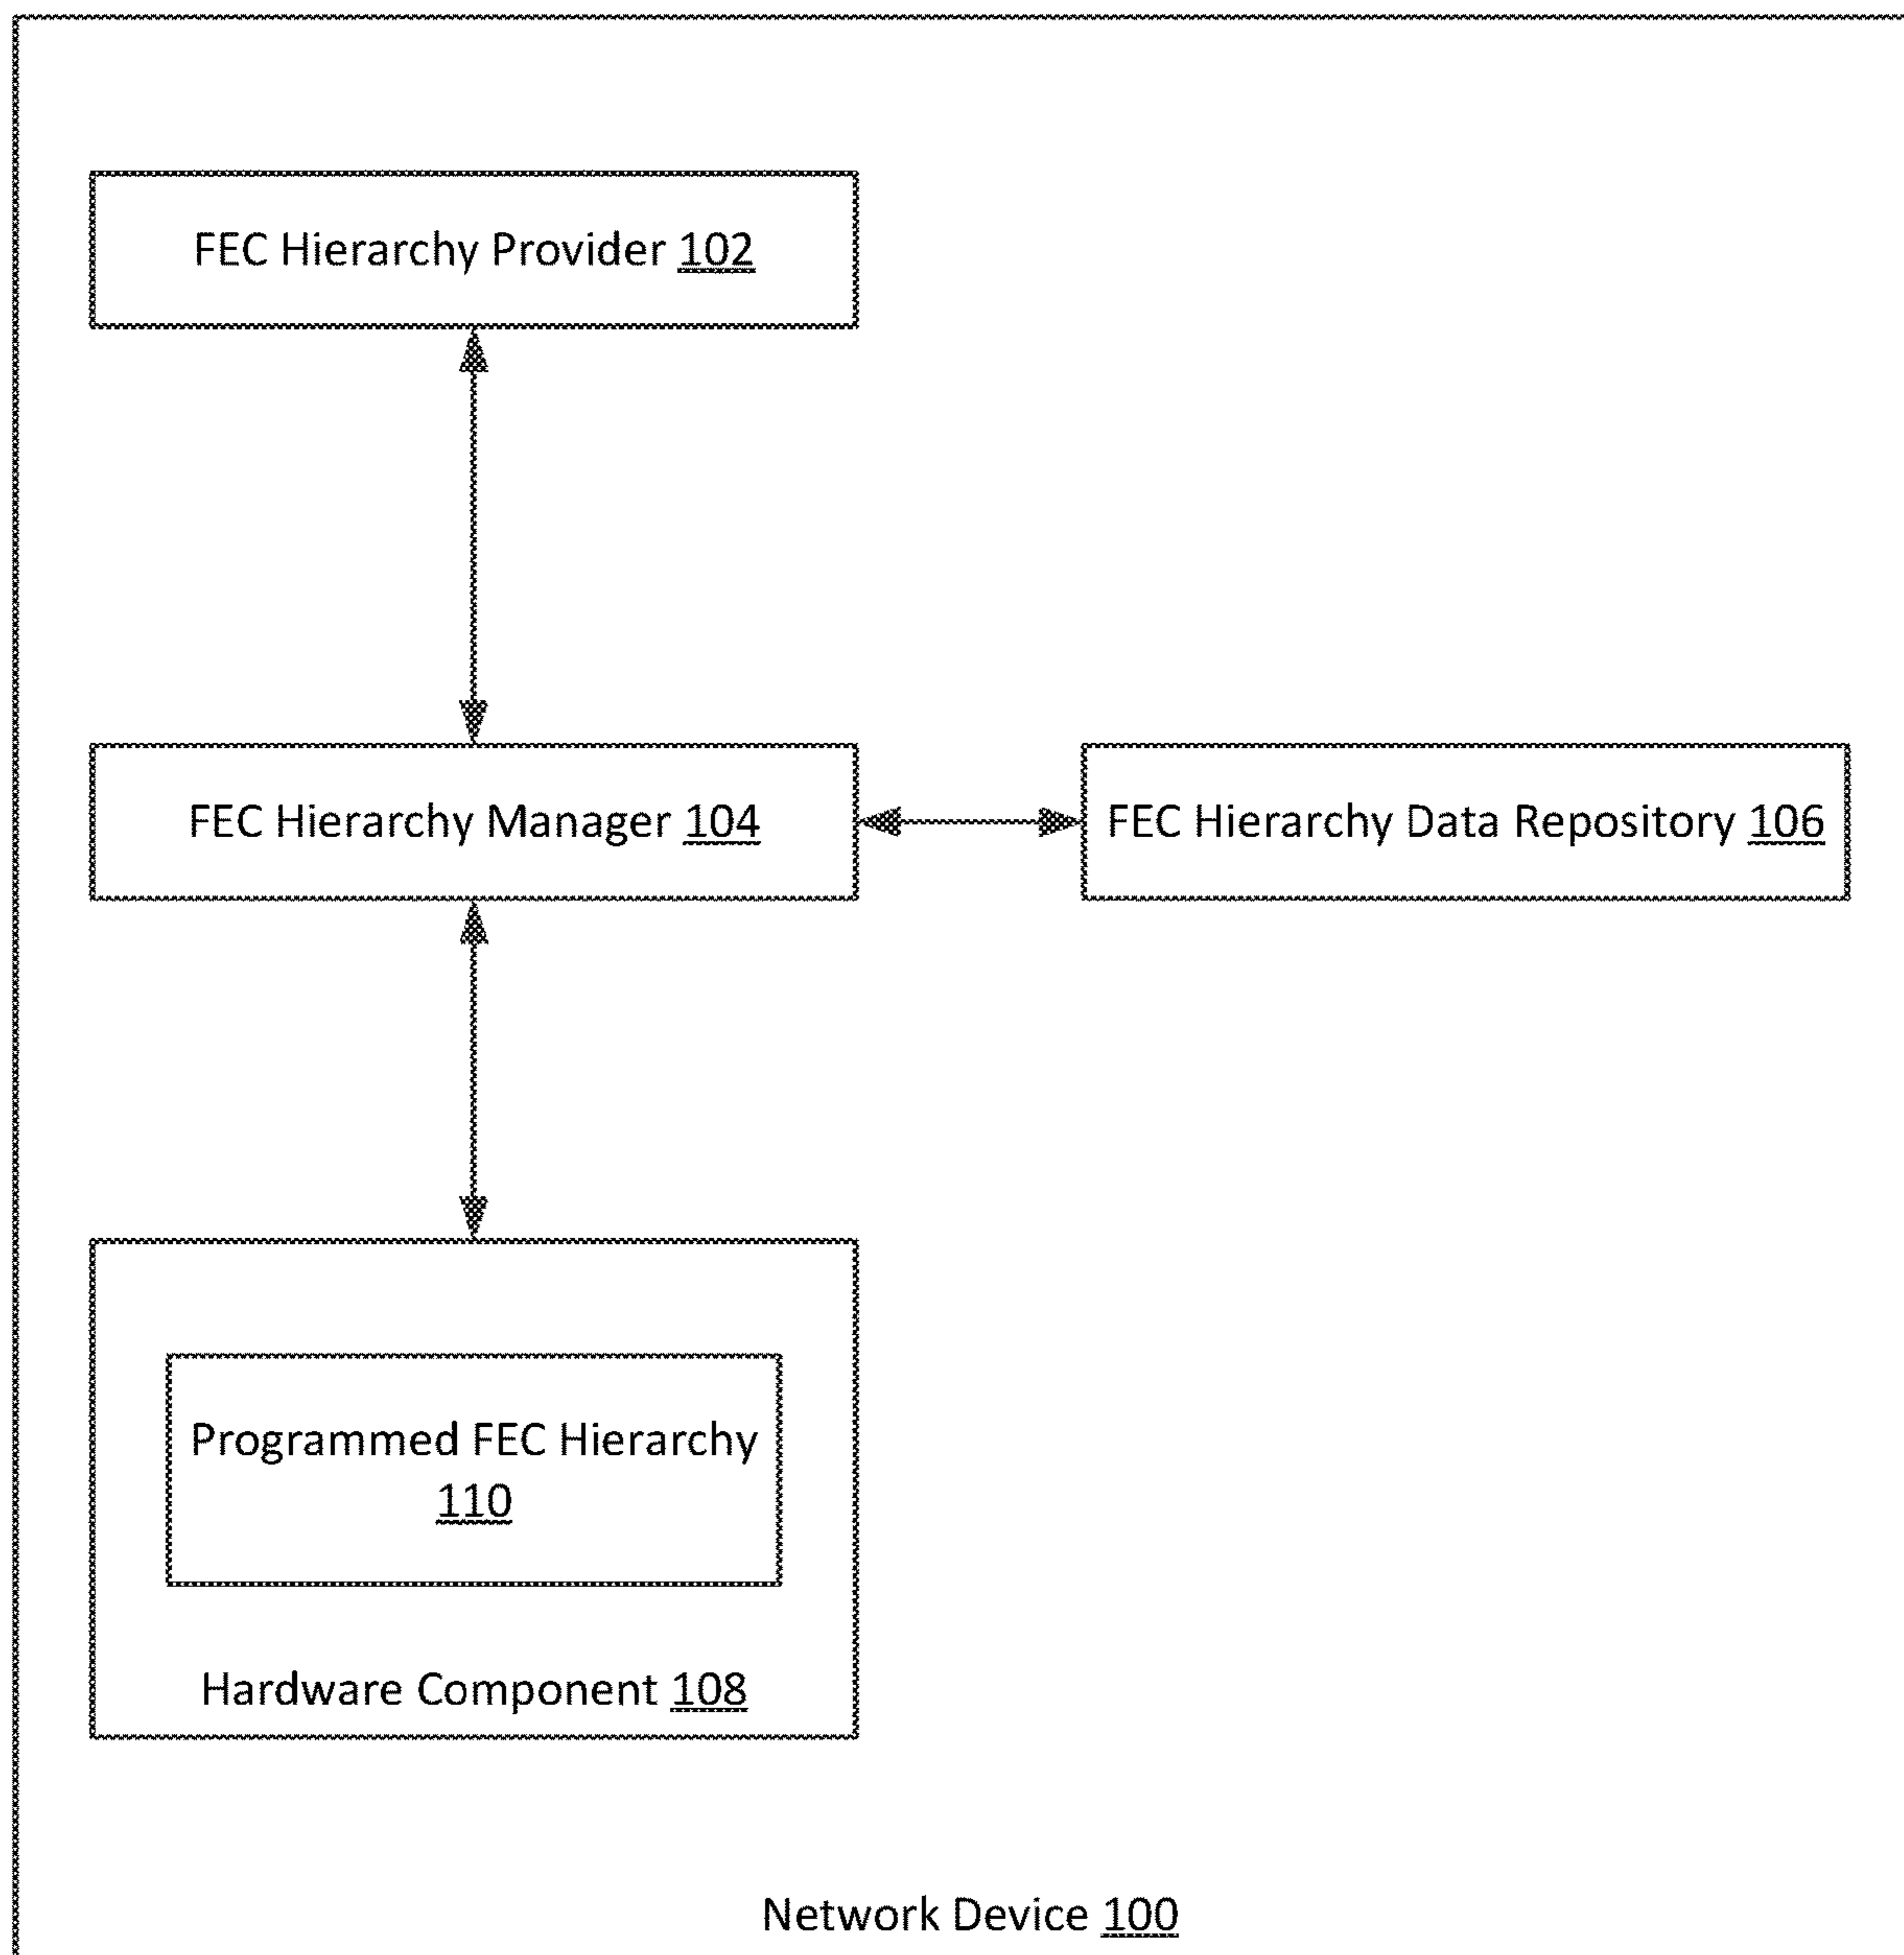 FEC Hierarchy Provider 102
FEC Hierarchy Manager 104
FEC Hierarchy Data Repository 106
Programmed FEC Hierarchy
110
Hardware Component 108
Network Device 100